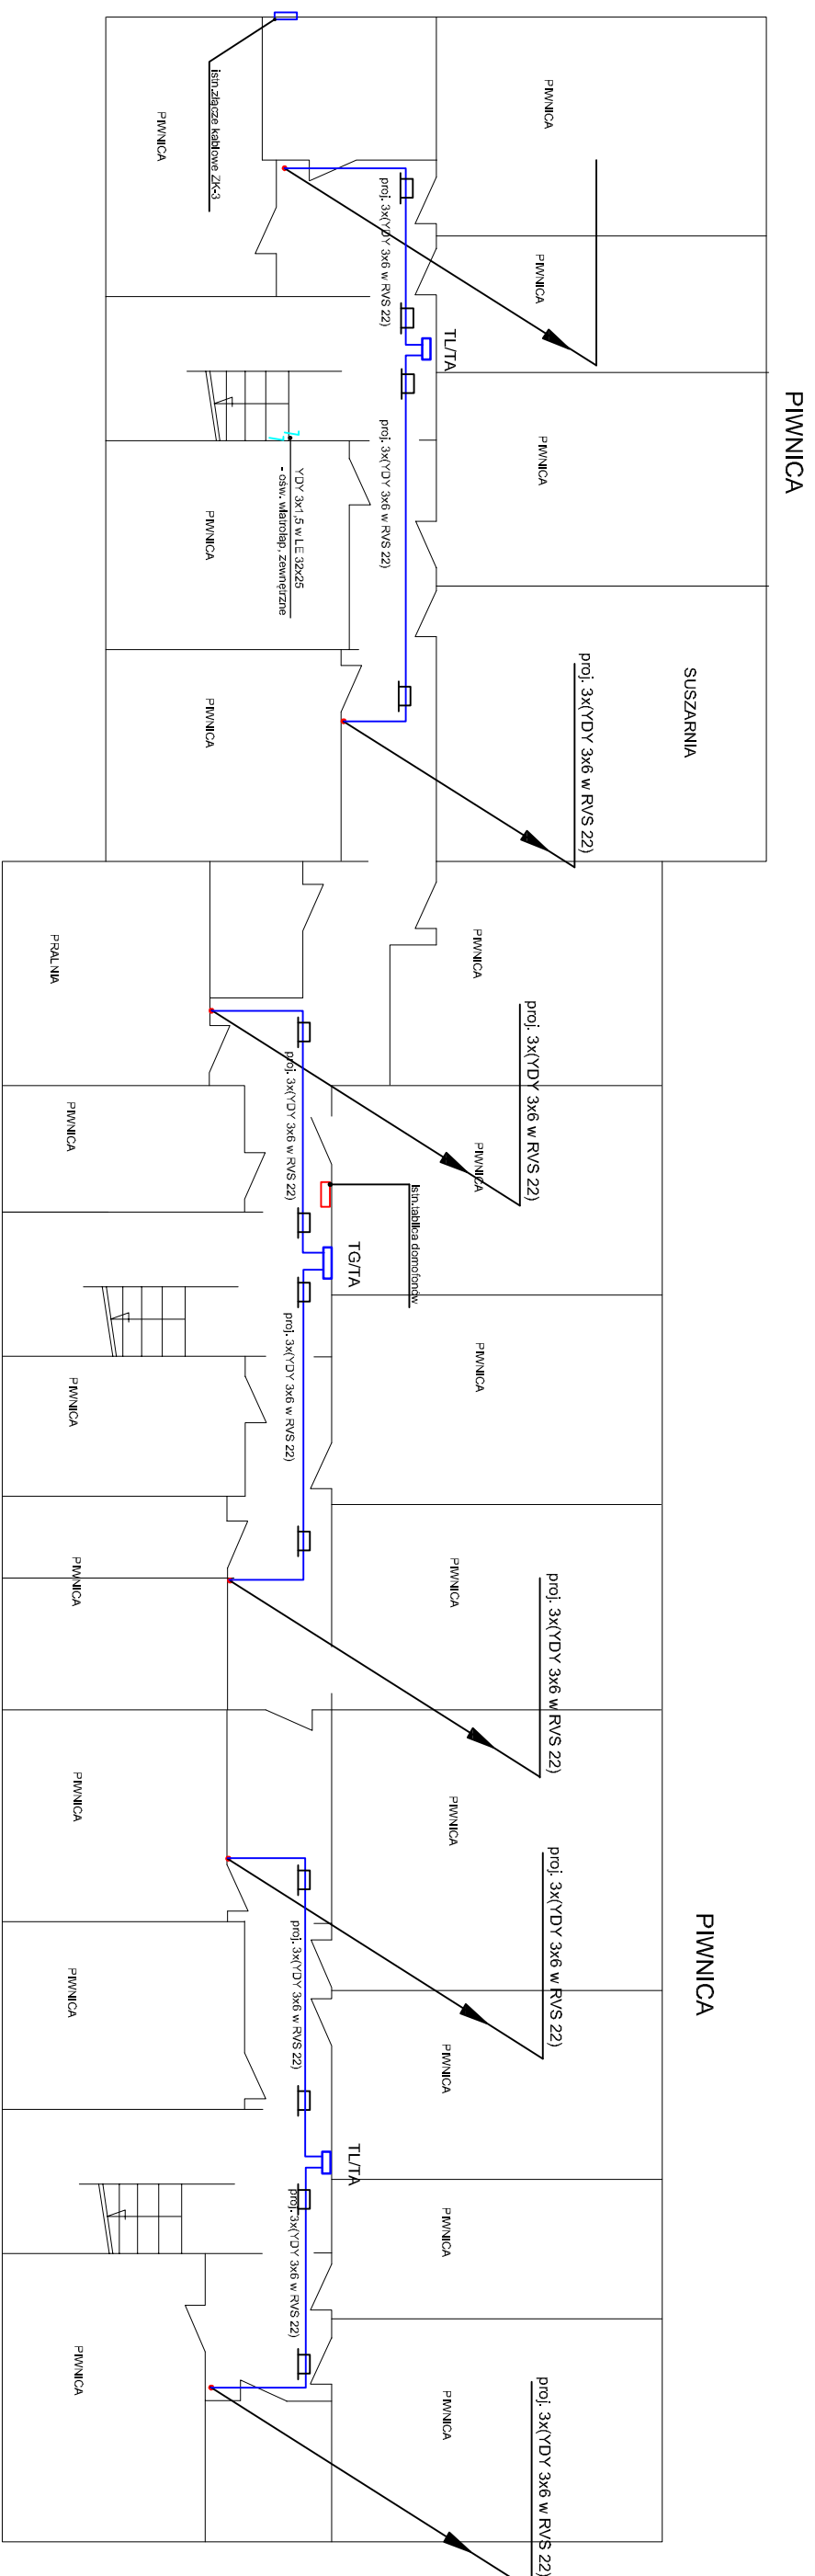 PIWNICA
PIWNICA
istn.złącze kablowe ZK-3
PIWNICA
proj. 3x(YDY 3x6 w RVS 22)
PIWNICA
TL/TA
PIWNICA
proj. 3x(YDY 3x6 w RVS 22)
YDY 3x1,5 w LE 32x25
- ośw. wiatrołap, zewnętrzne
PIWNICA
PIWNICA
SUSZARNIA
proj. 3x(YDY 3x6 w RVS 22)
PRALNIA
PIWNICA
proj. 3x(YDY 3x6 w RVS 22)
proj. 3x(YDY 3x6 w RVS 22)
PIWNICA
PIWNICA
istn.tablica domofonów
TG/TA
proj. 3x(YDY 3x6 w RVS 22)
PIWNICA
PIWNICA
PIWNICA
PIWNICA
proj. 3x(YDY 3x6 w RVS 22)
PIWNICA
PIWNICA
proj. 3x(YDY 3x6 w RVS 22)
PIWNICA
proj. 3x(YDY 3x6 w RVS 22)
PIWNICA
PIWNICA
TL/TA
proj. 3x(YDY 3x6 w RVS 22)
PIWNICA
PIWNICA
PIWNICA
proj. 3x(YDY 3x6 w RVS 22)